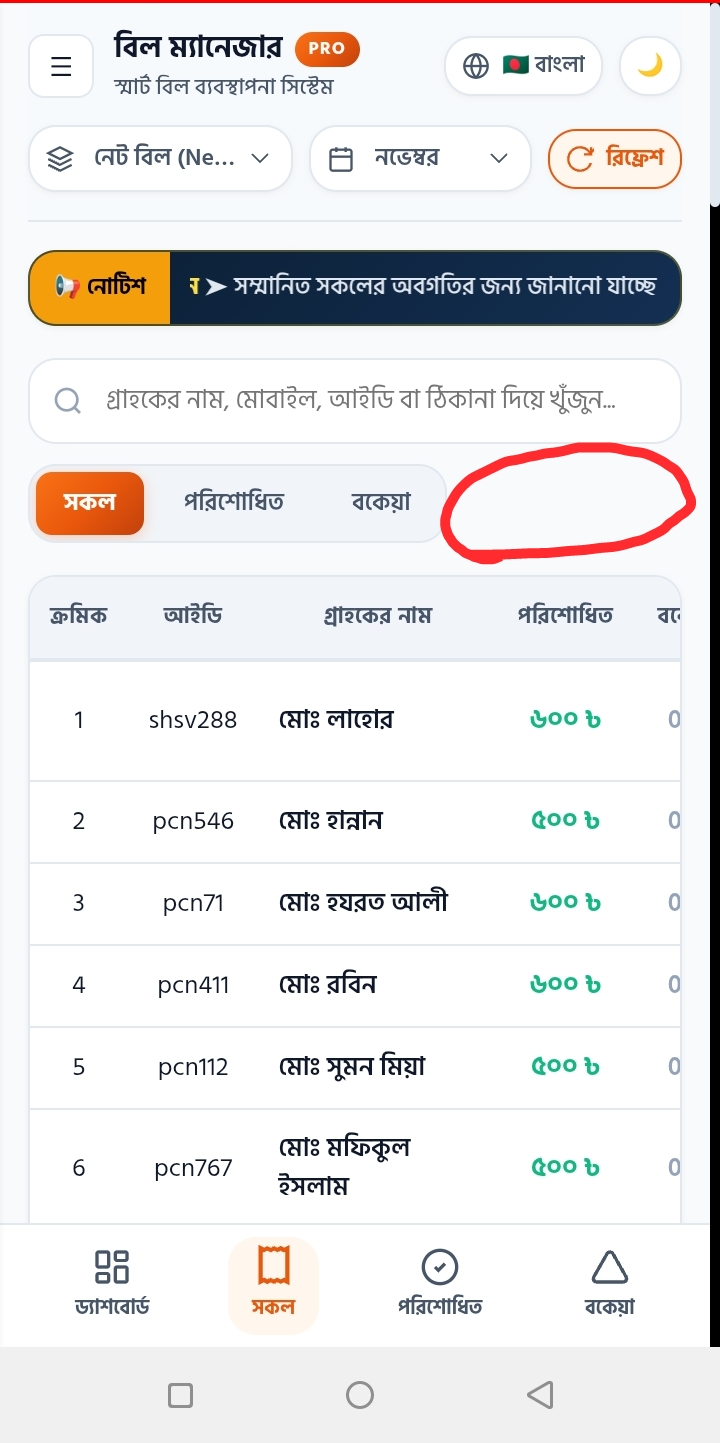 বিল ম্যানেজার PRO
স্মার্ট বিল ব্যবস্থাপনা সিস্টেম
বাংলা
নেট বিল (Ne... নভেম্বর রিফ্রেশ
নোটিশ ➤ সম্মানিত সকলের অবগতির জন্য জানানো যাচ্ছে
গ্রাহকের নাম, মোবাইল, আইডি বা ঠিকানা দিয়ে খুঁজুন...
সকল পরিশোধিত বকেয়া
ক্রমিক আইডি গ্রাহকের নাম পরিশোধিত
1 shsv288 মোঃ লাহোর ৬০০ ৳ 0
2 pcn546 মোঃ হান্নান ৫০০ ৳ 0
3 pcn71 মোঃ হযরত আলী ৬০০ ৳ 0
4 pcn411 মোঃ রবিন ৬০০ ৳ 0
5 pcn112 মোঃ সুমন মিয়া ৫০০ ৳ 0
6 pcn767 মোঃ মফিকুল ৫০০ ৳ 0
ইসলাম
ড্যাশবোর্ড সকল পরিশোধিত বকেয়া